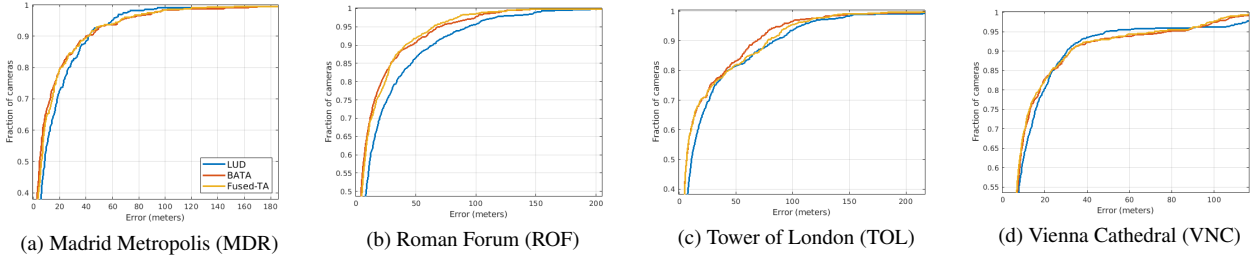 Fraction of cameras
1
0.9
0.8
0.7
0.6
0.5
0.4
0 20 40 60 80 100 120 140 160 180
Error (meters)
LUD
BATA
Fused-TA
(a) Madrid Metropolis (MDR)
Fraction of cameras
1
0.95
0.9
0.85
0.8
0.75
0.7
0.65
0.6
0.55
0.5
0 50 100 150 200
Error (meters)
(b) Roman Forum (ROF)
Fraction of cameras
1
0.9
0.8
0.7
0.6
0.5
0.4
0 50 100 150 200
Error (meters)
(c) Tower of London (TOL)
Fraction of cameras
1
0.95
0.9
0.85
0.8
0.75
0.7
0.65
0.6
0.55
0 20 40 60 80 100
Error (meters)
(d) Vienna Cathedral (VNC)